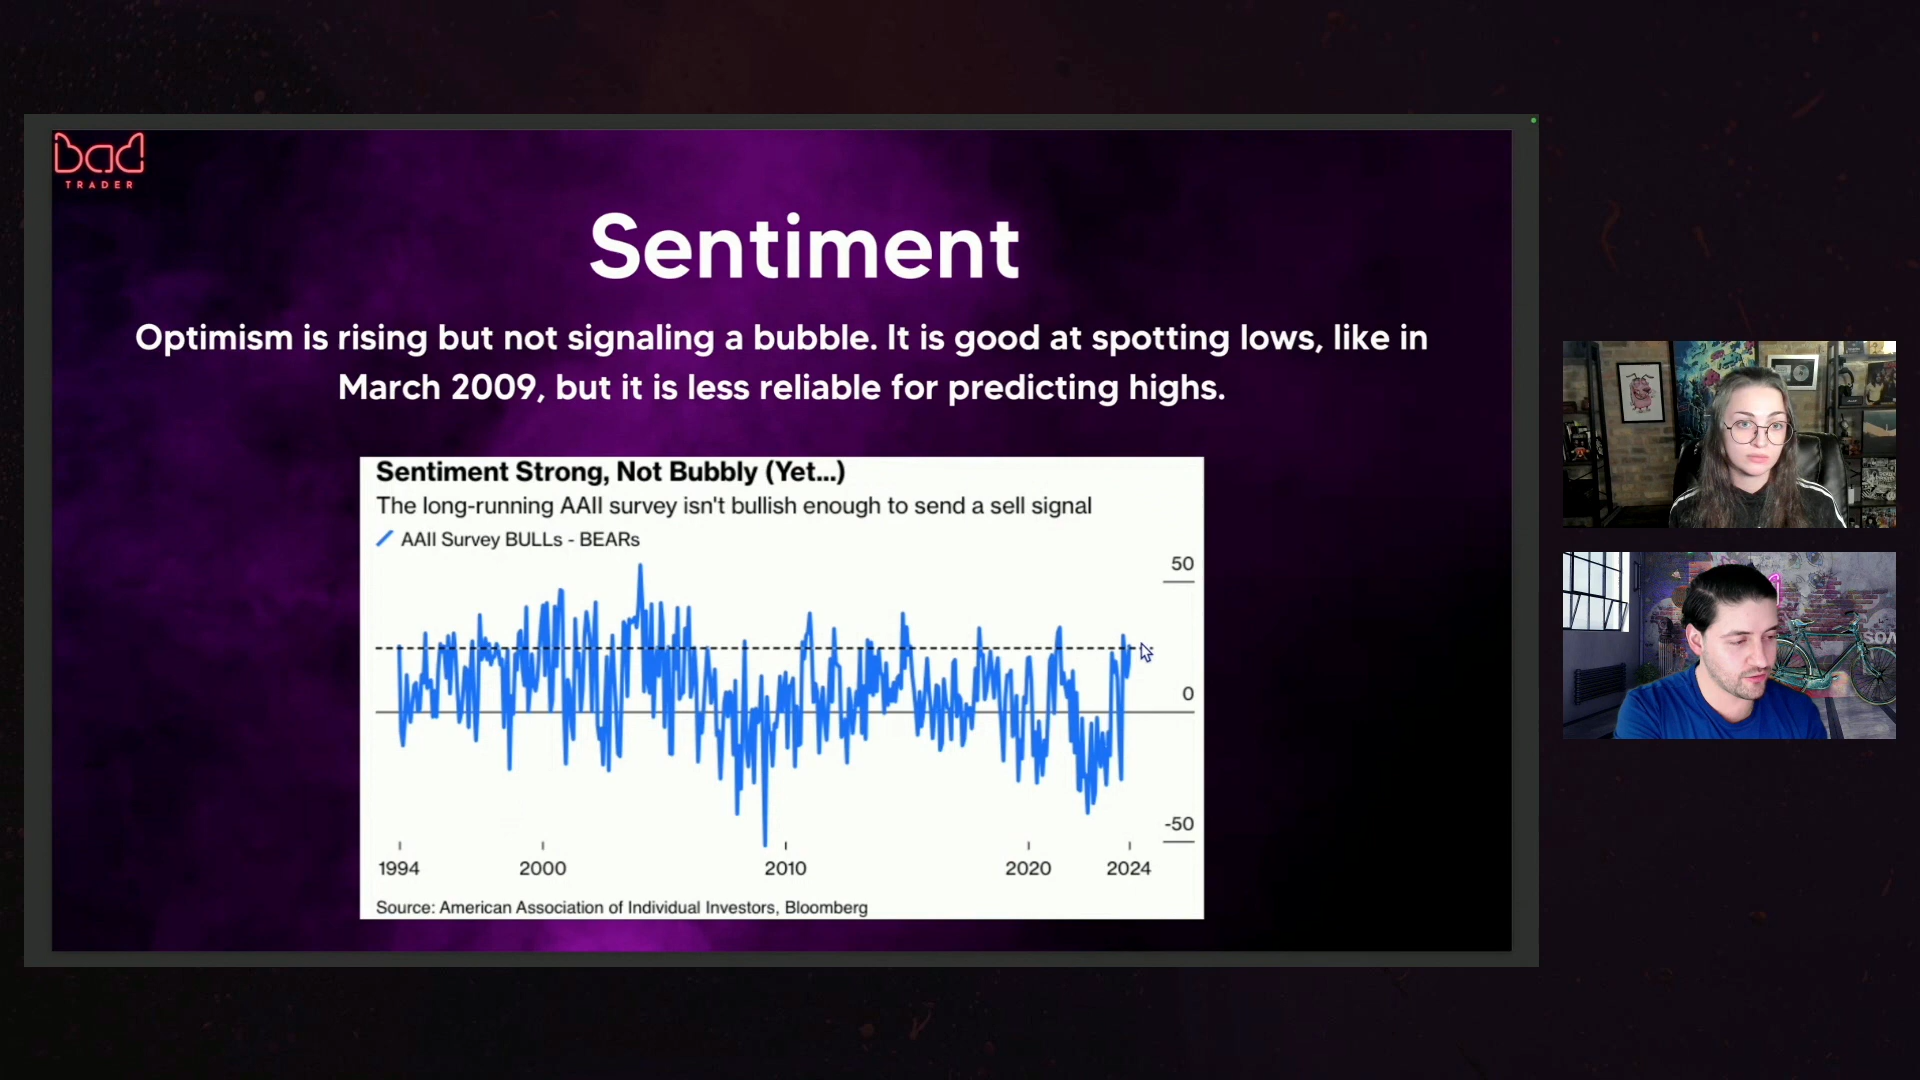 bad
TRADER
Sentiment
Optimism is rising but not signaling a bubble. It is good at spotting lows, like in
March 2009, but it is less reliable for predicting highs.
Sentiment Strong, Not Bubbly (Yet...)
The long-running AAII survey isn't bullish enough to send a sell signal
AAII Survey BULLs - BEARs
50
0
-50
1994 2000 2010 2020 2024
Source: American Association of Individual Investors, Bloomberg